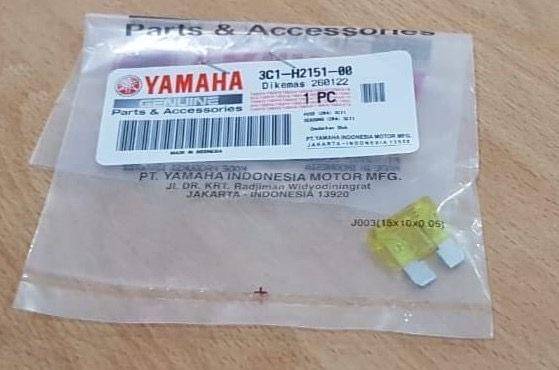 Parts & Accessories
YAMAHA
GENUINE
Parts & Accessories
MADE IN INDONESIA
3C1-H2151-00
Dikemas 260122
1 PC
PT.YAMAHA INDONESIA MOTOR MFG.
JAKARTA-INDONESIA 13920
PT. YAMAHA INDONESIA MOTOR MFG.
JL. DR. KRT. Radjiman Widyodiningrat
JAKARTA - INDONESIA 13920
J003(15x10x0.05)